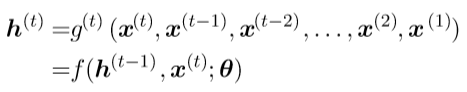 h^{(t)} = g^{(t)} (x^{(t)}, x^{(t-1)}, x^{(t-2)}, . . . , x^{(2)}, x^{(1)})
= f(h^{(t-1)}, x^{(t)}; θ)